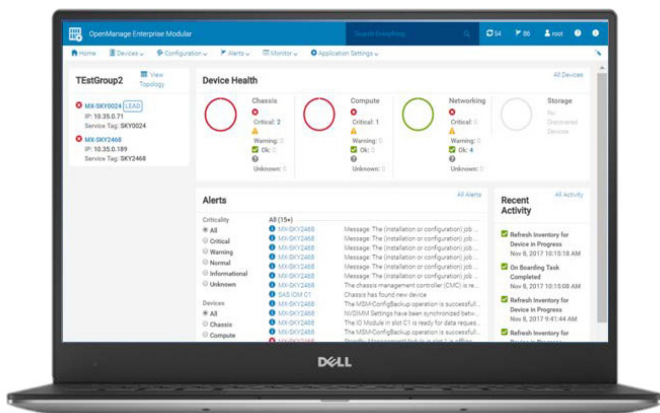 OpenManage Enterprise Modular
Search Everything
54
86
root
Home
Devices
Configuration
Alerts
Monitor
Application Settings
TEstGroup2
View Topology
MX-SKY0024 LEAD
IP: 10.35.0.71
Service Tag: SKY0024
MX-SKY2468
IP: 10.35.0.189
Service Tag: SKY2468
Device Health
All Devices
Chassis
Critical: 2
Warning: 0
Ok: 0
Unknown: 0
Compute
Critical: 1
Warning: 0
Ok: 0
Unknown: 0
Networking
Critical: 0
Warning: 0
Ok: 4
Unknown: 0
Storage
No
Discovered
Devices
Alerts
All Alerts
Criticality
All
Critical
Warning
Normal
Informational
Unknown
Devices
All
Chassis
Compute
All (15+)
MX-SKY2468 Message: The (installation or configuration) job ...
MX-SKY2468 Message: The (installation or configuration) job ...
MX-SKY2468 Message: The (installation or configuration) job ...
MX-SKY2468 Message: The (installation or configuration) job ...
MX-SKY2468 Message: The (installation or configuration) job ...
MX-SKY2468 The chassis management controller (CMC) is re...
SAS IOM C1 Chassis has found new device
MX-SKY2468 The MSM-ConfigBackup operation is successfull...
MX-SKY2468 NVSIMM Settings have been synchronized betw...
MX-SKY2468 The IO Module in slot C1 is ready for data reques...
MX-SKY2468 The MSM-ConfigBackup operation is successfull...
Recent
Activity
All Activity
Refresh Inventory for
Device in Progress
Nov 8, 2017 10:15:18 AM
On Boarding Task
Completed
Nov 8, 2017 10:15:08 AM
Refresh Inventory for
Device in Progress
Nov 8, 2017 9:41:44 AM
Refresh Inventory for
Device in Progress
DELL